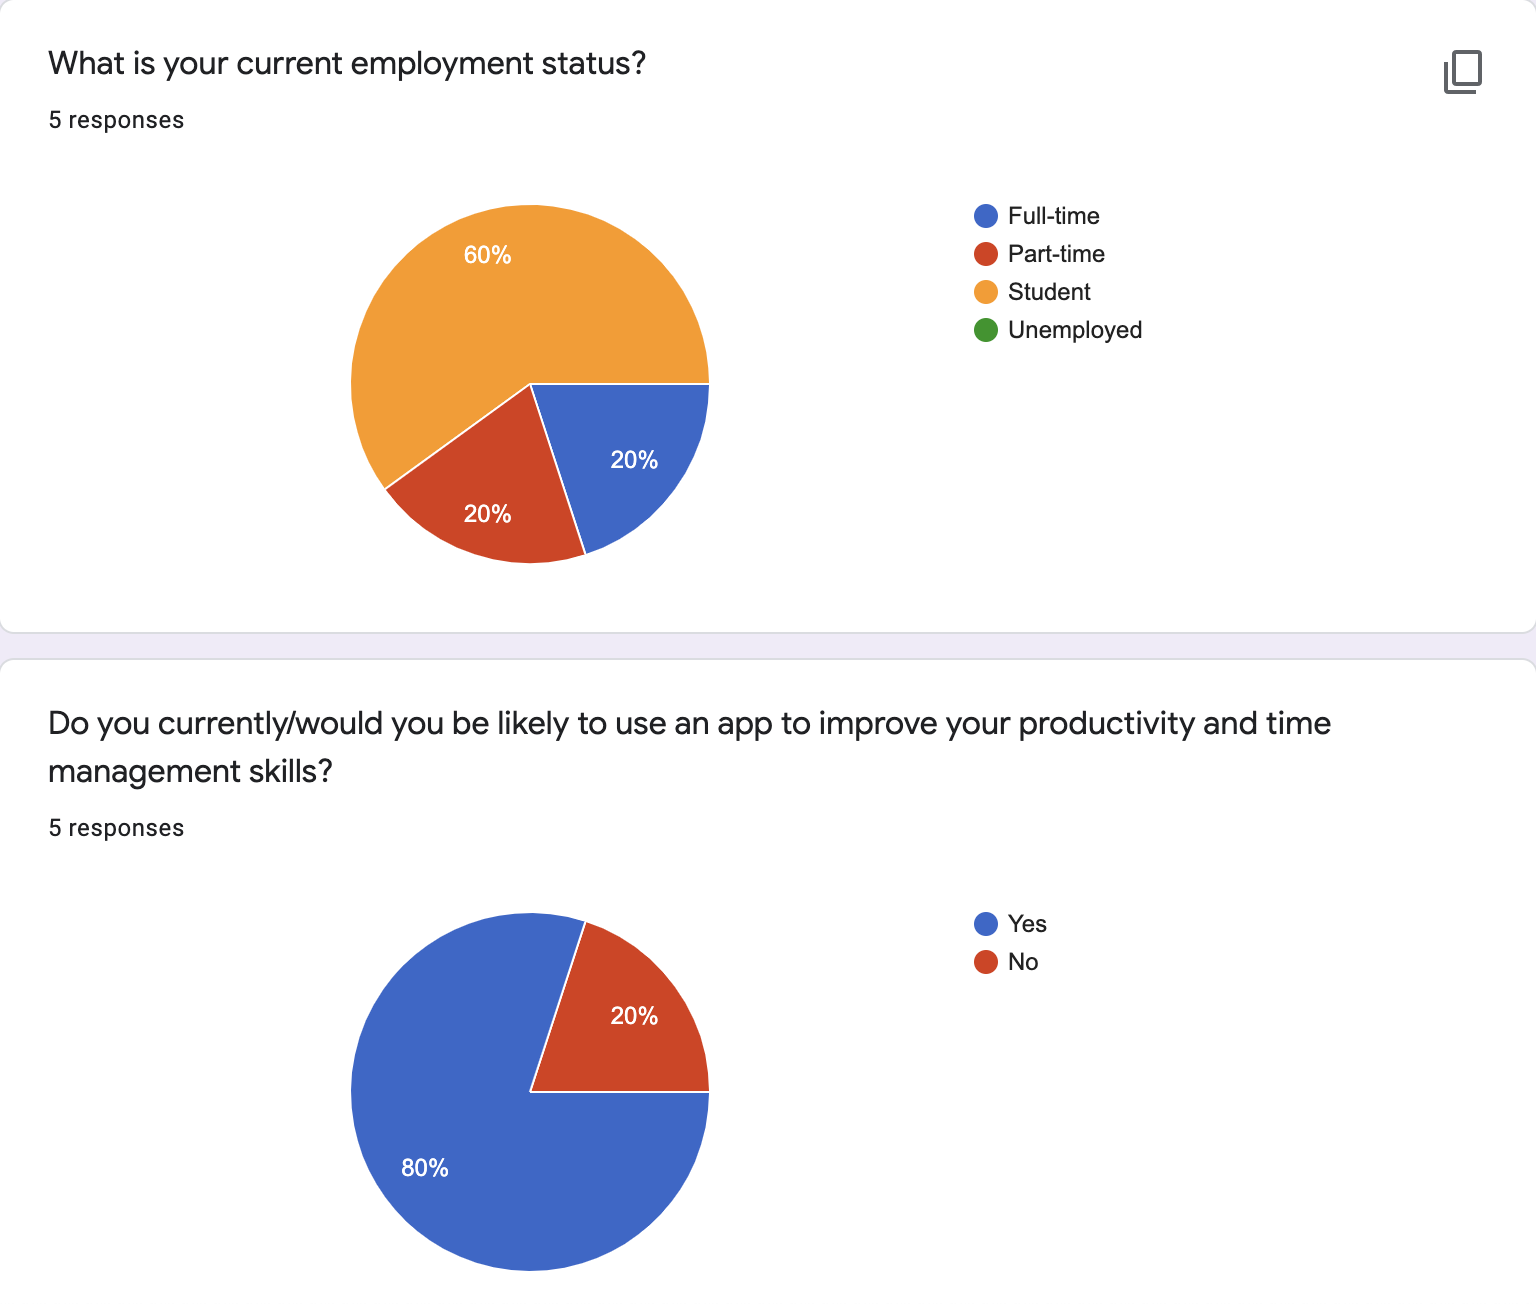 What is your current employment status?
5 responses
60%
20%
20%
Full-time
Part-time
Student
Unemployed
Do you currently/would you be likely to use an app to improve your productivity and time
management skills?
5 responses
20%
80%
Yes
No